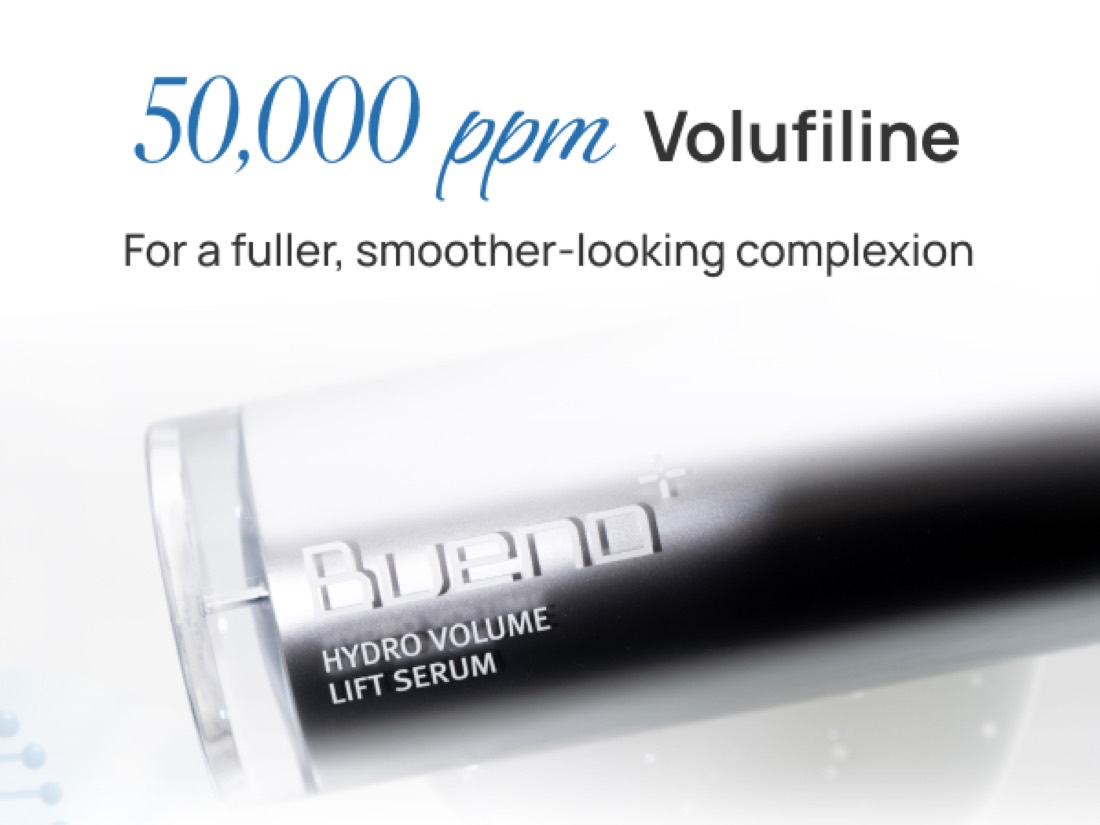 50,000 ppm Volufiline
For a fuller, smoother-looking complexion
Bueno+
HYDRO VOLUME
LIFT SERUM